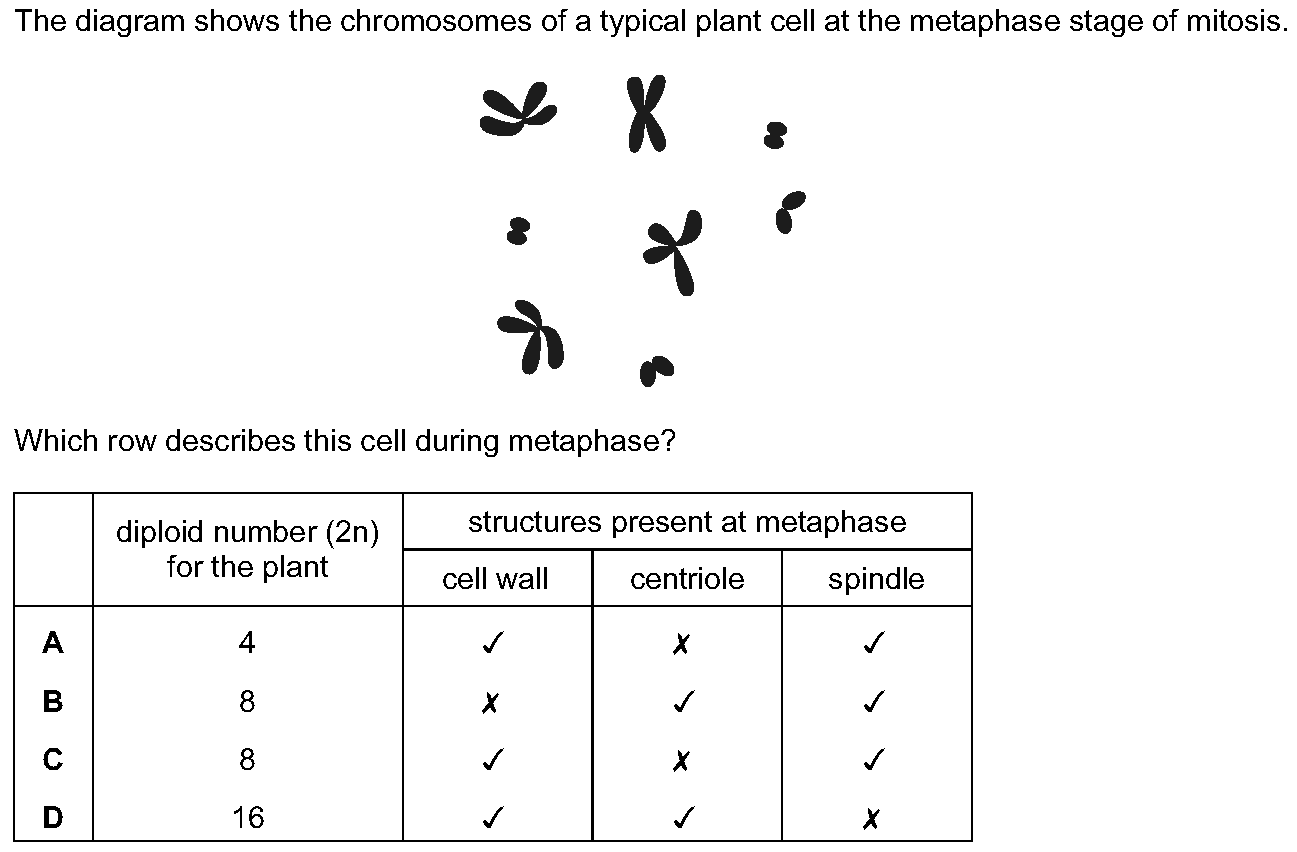 The diagram shows the chromosomes of a typical plant cell at the metaphase stage of mitosis.
Which row describes this cell during metaphase?
diploid number (2n)
for the plant
structures present at metaphase
cell wall centriole spindle
A 4 ✓ ✗ ✓
B 8 ✗ ✓ ✓
C 8 ✓ ✗ ✓
D 16 ✓ ✓ ✗